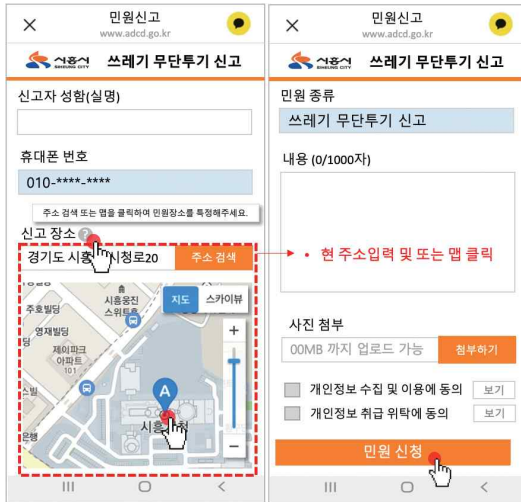 민원신고
www.adcd.go.kr
시흥시
SIHEUNG CITY
쓰레기 무단투기 신고
신고자 성함(실명)
휴대폰 번호
010-****-****
주소 검색 또는 맵을 클릭하여 민원장소를 특정해주세요.
신고 장소 ?
경기도 시흥 시청로20
주소 검색
지도
스카이뷰
시흥웅진
주호빌딩
영재빌딩
제이파크
아파트
101
A
시흥
민원신고
www.adcd.go.kr
시흥시
SIHEUNG CITY
쓰레기 무단투기 신고
민원 종류
쓰레기 무단투기 신고
내용 (0/1000자)
• 현 주소입력 및 또는 맵 클릭
사진 첨부
00MB 까지 업로드 가능
첨부하기
개인정보 수집 및 이용에 동의
보기
개인정보 취급 위탁에 동의
보기
민원 신청